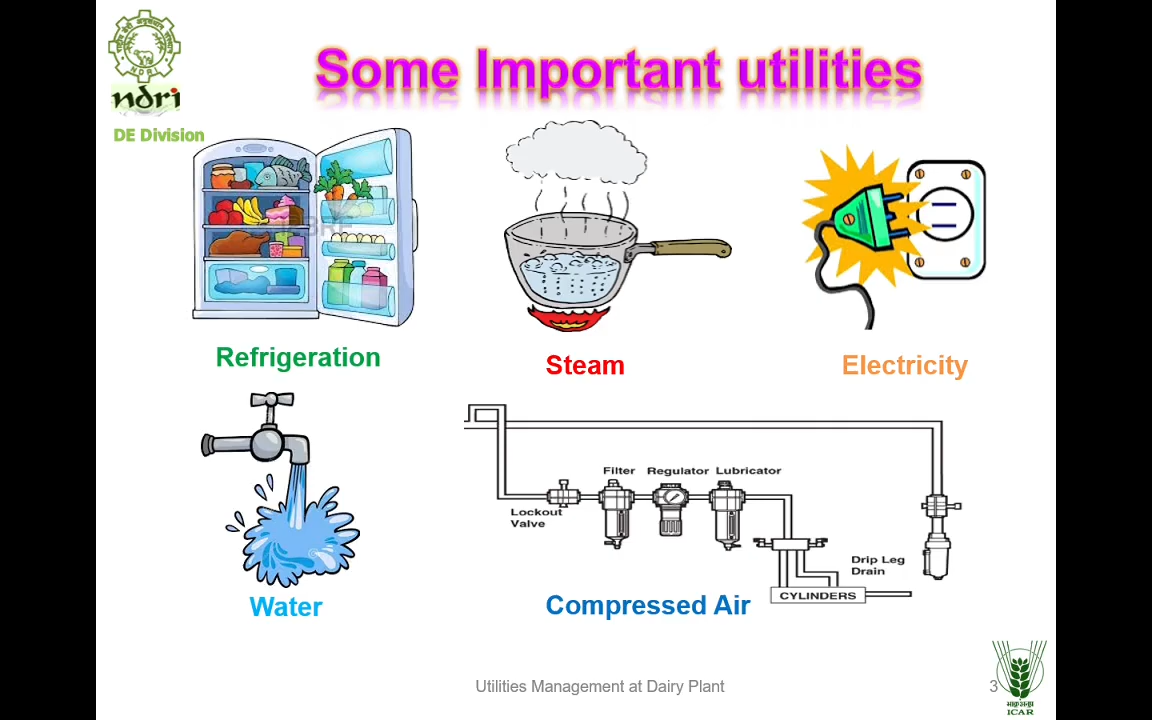 Some Important utilities
NDRI
ndri
DE Division
Refrigeration
Steam
Electricity
Filter Regulator Lubricator
Lockout
Valve
Drip Leg
Drain
CYLINDERS
Water
Compressed Air
Utilities Management at Dairy Plant
3
ICAR